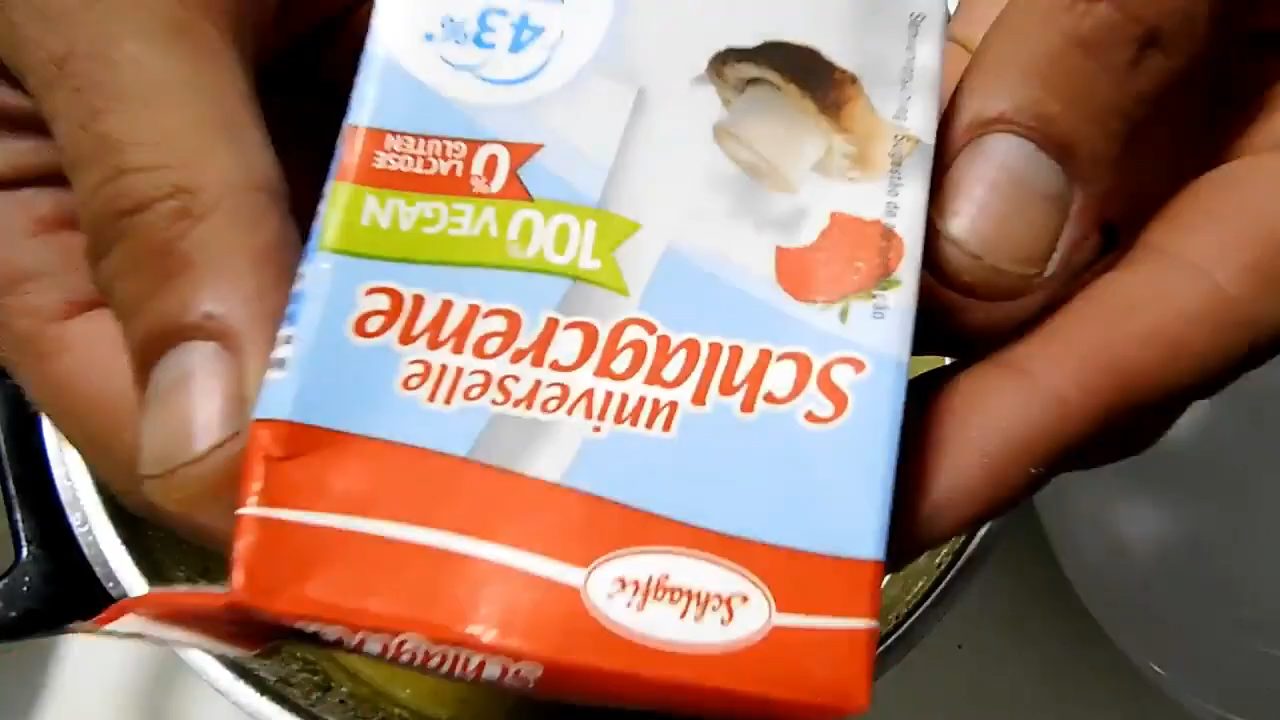 Schlagfix
universelle
Schlagcreme
100% VEGAN
0% LACTOSE
GLUTEN
43%*